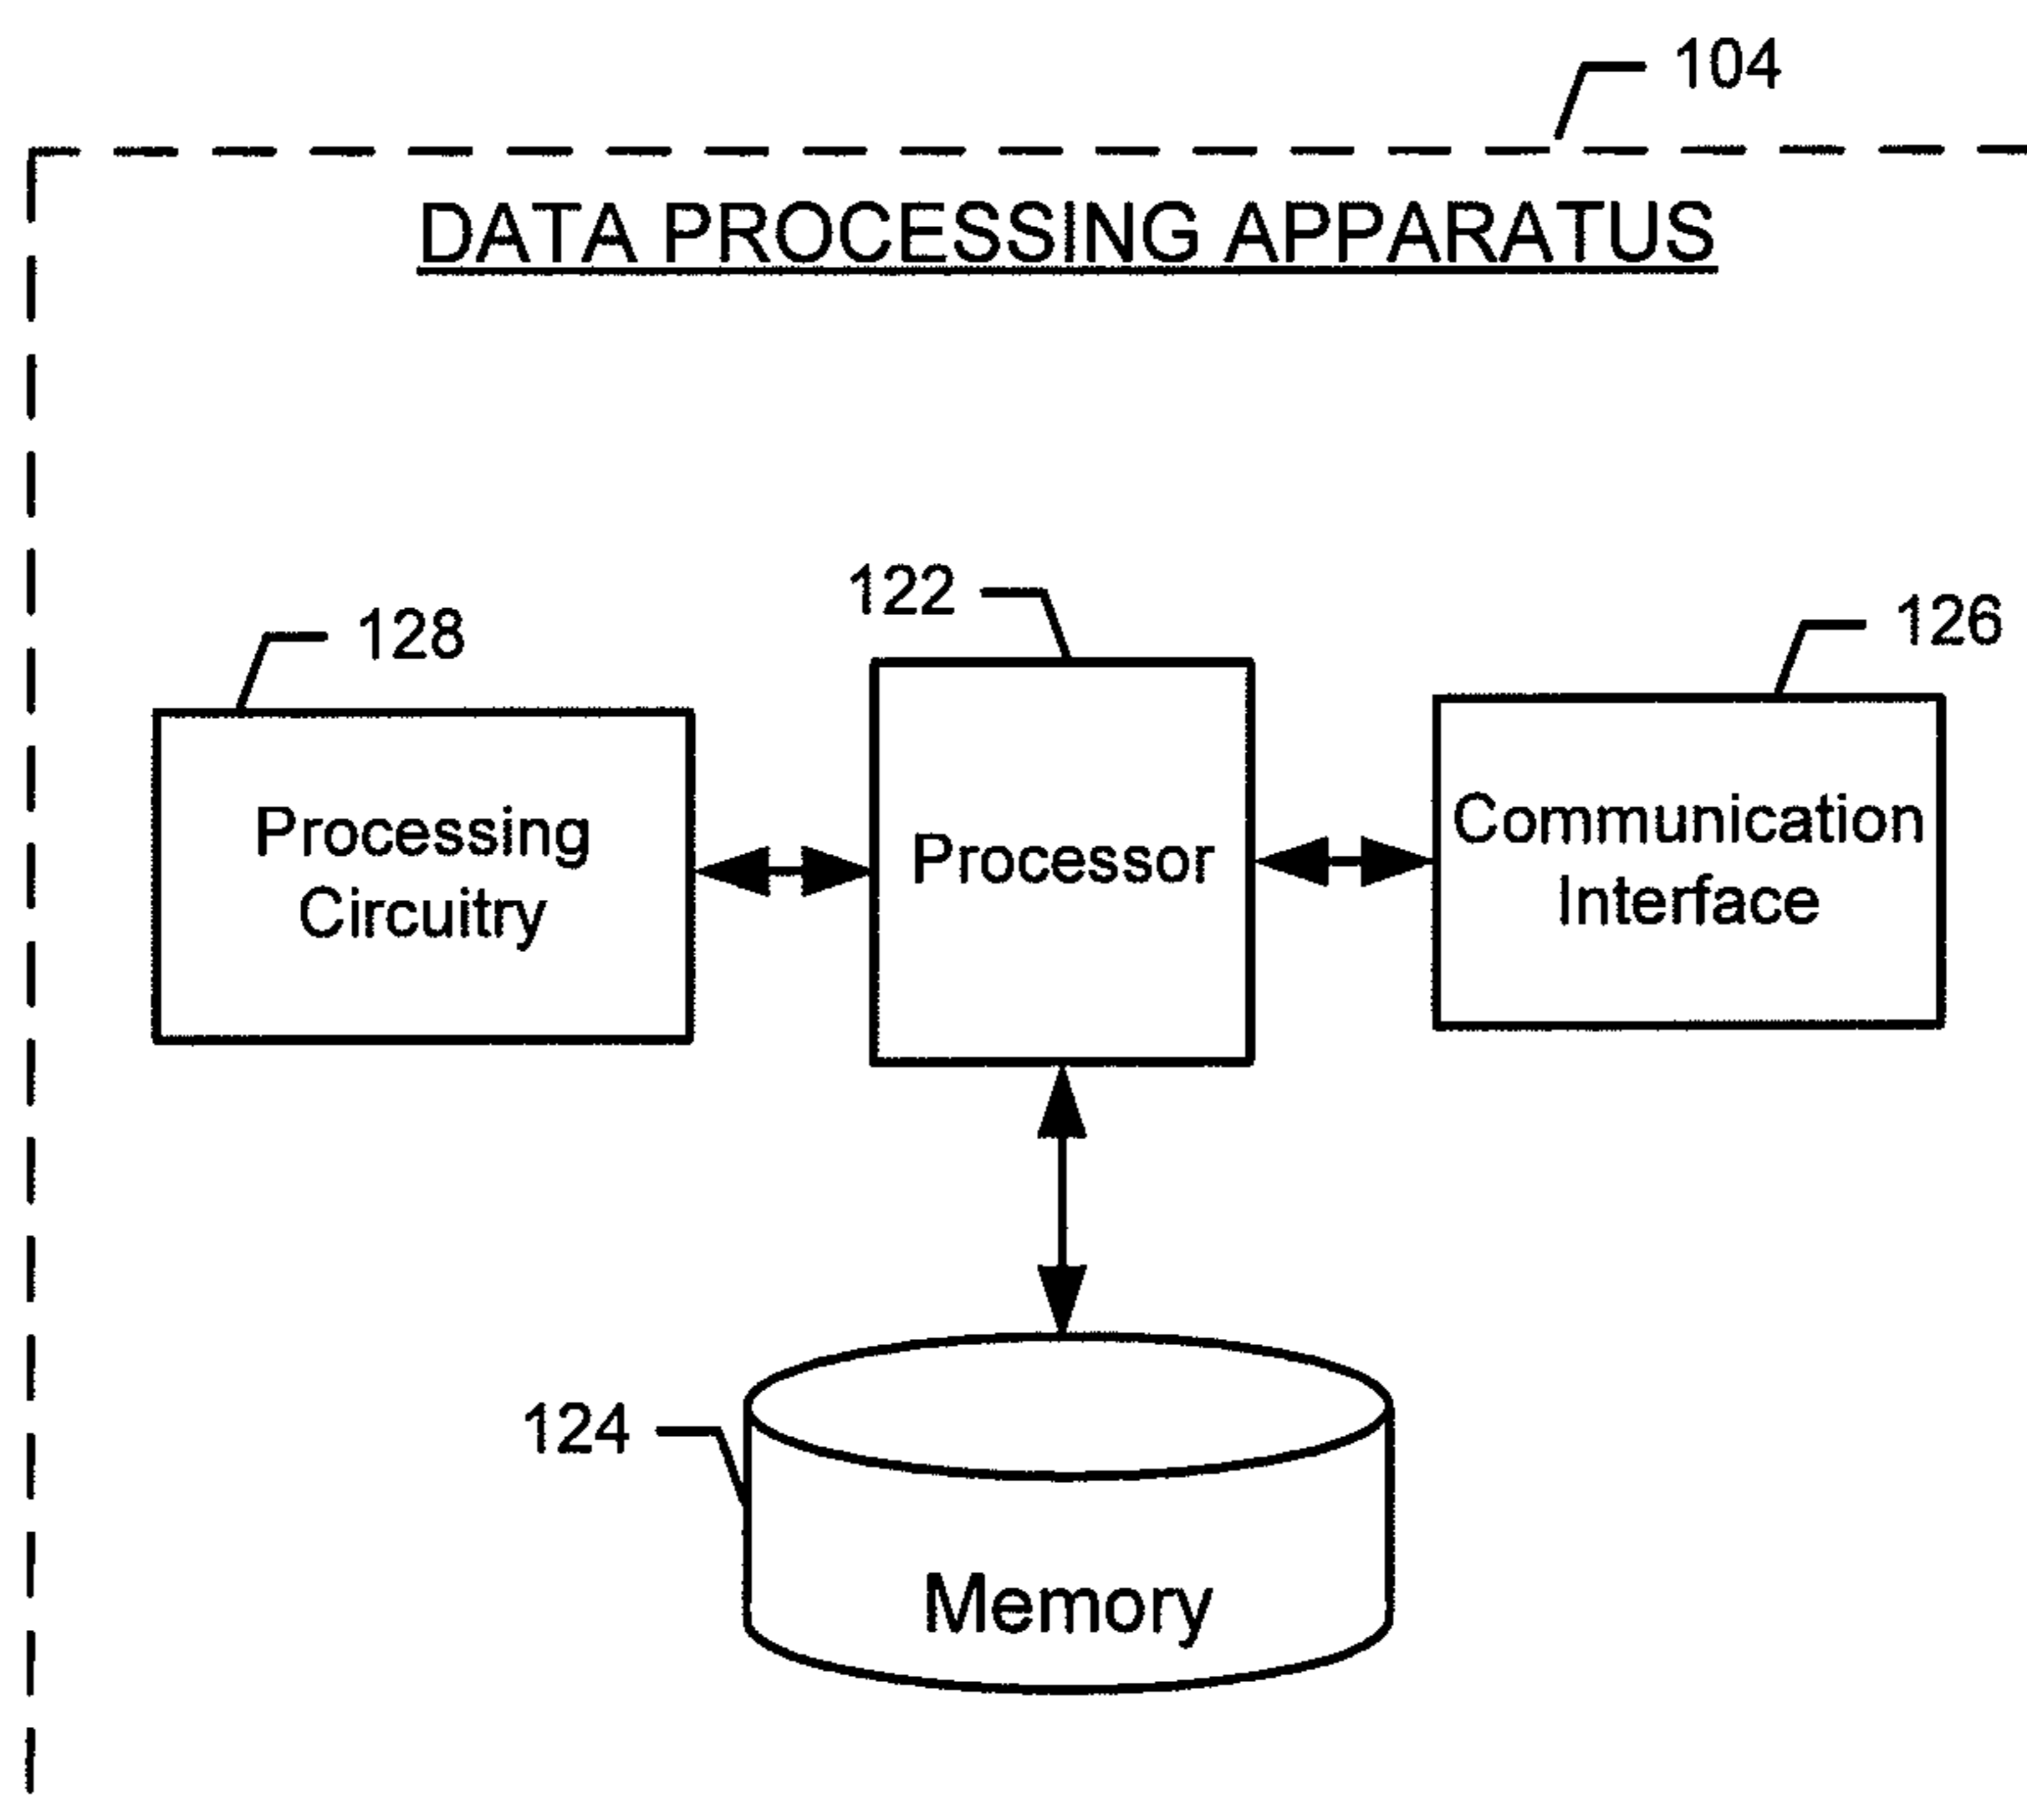 104
DATA PROCESSING APPARATUS
122
128
126
Processing
Circuitry
Processor
Communication
Interface
124
Memory